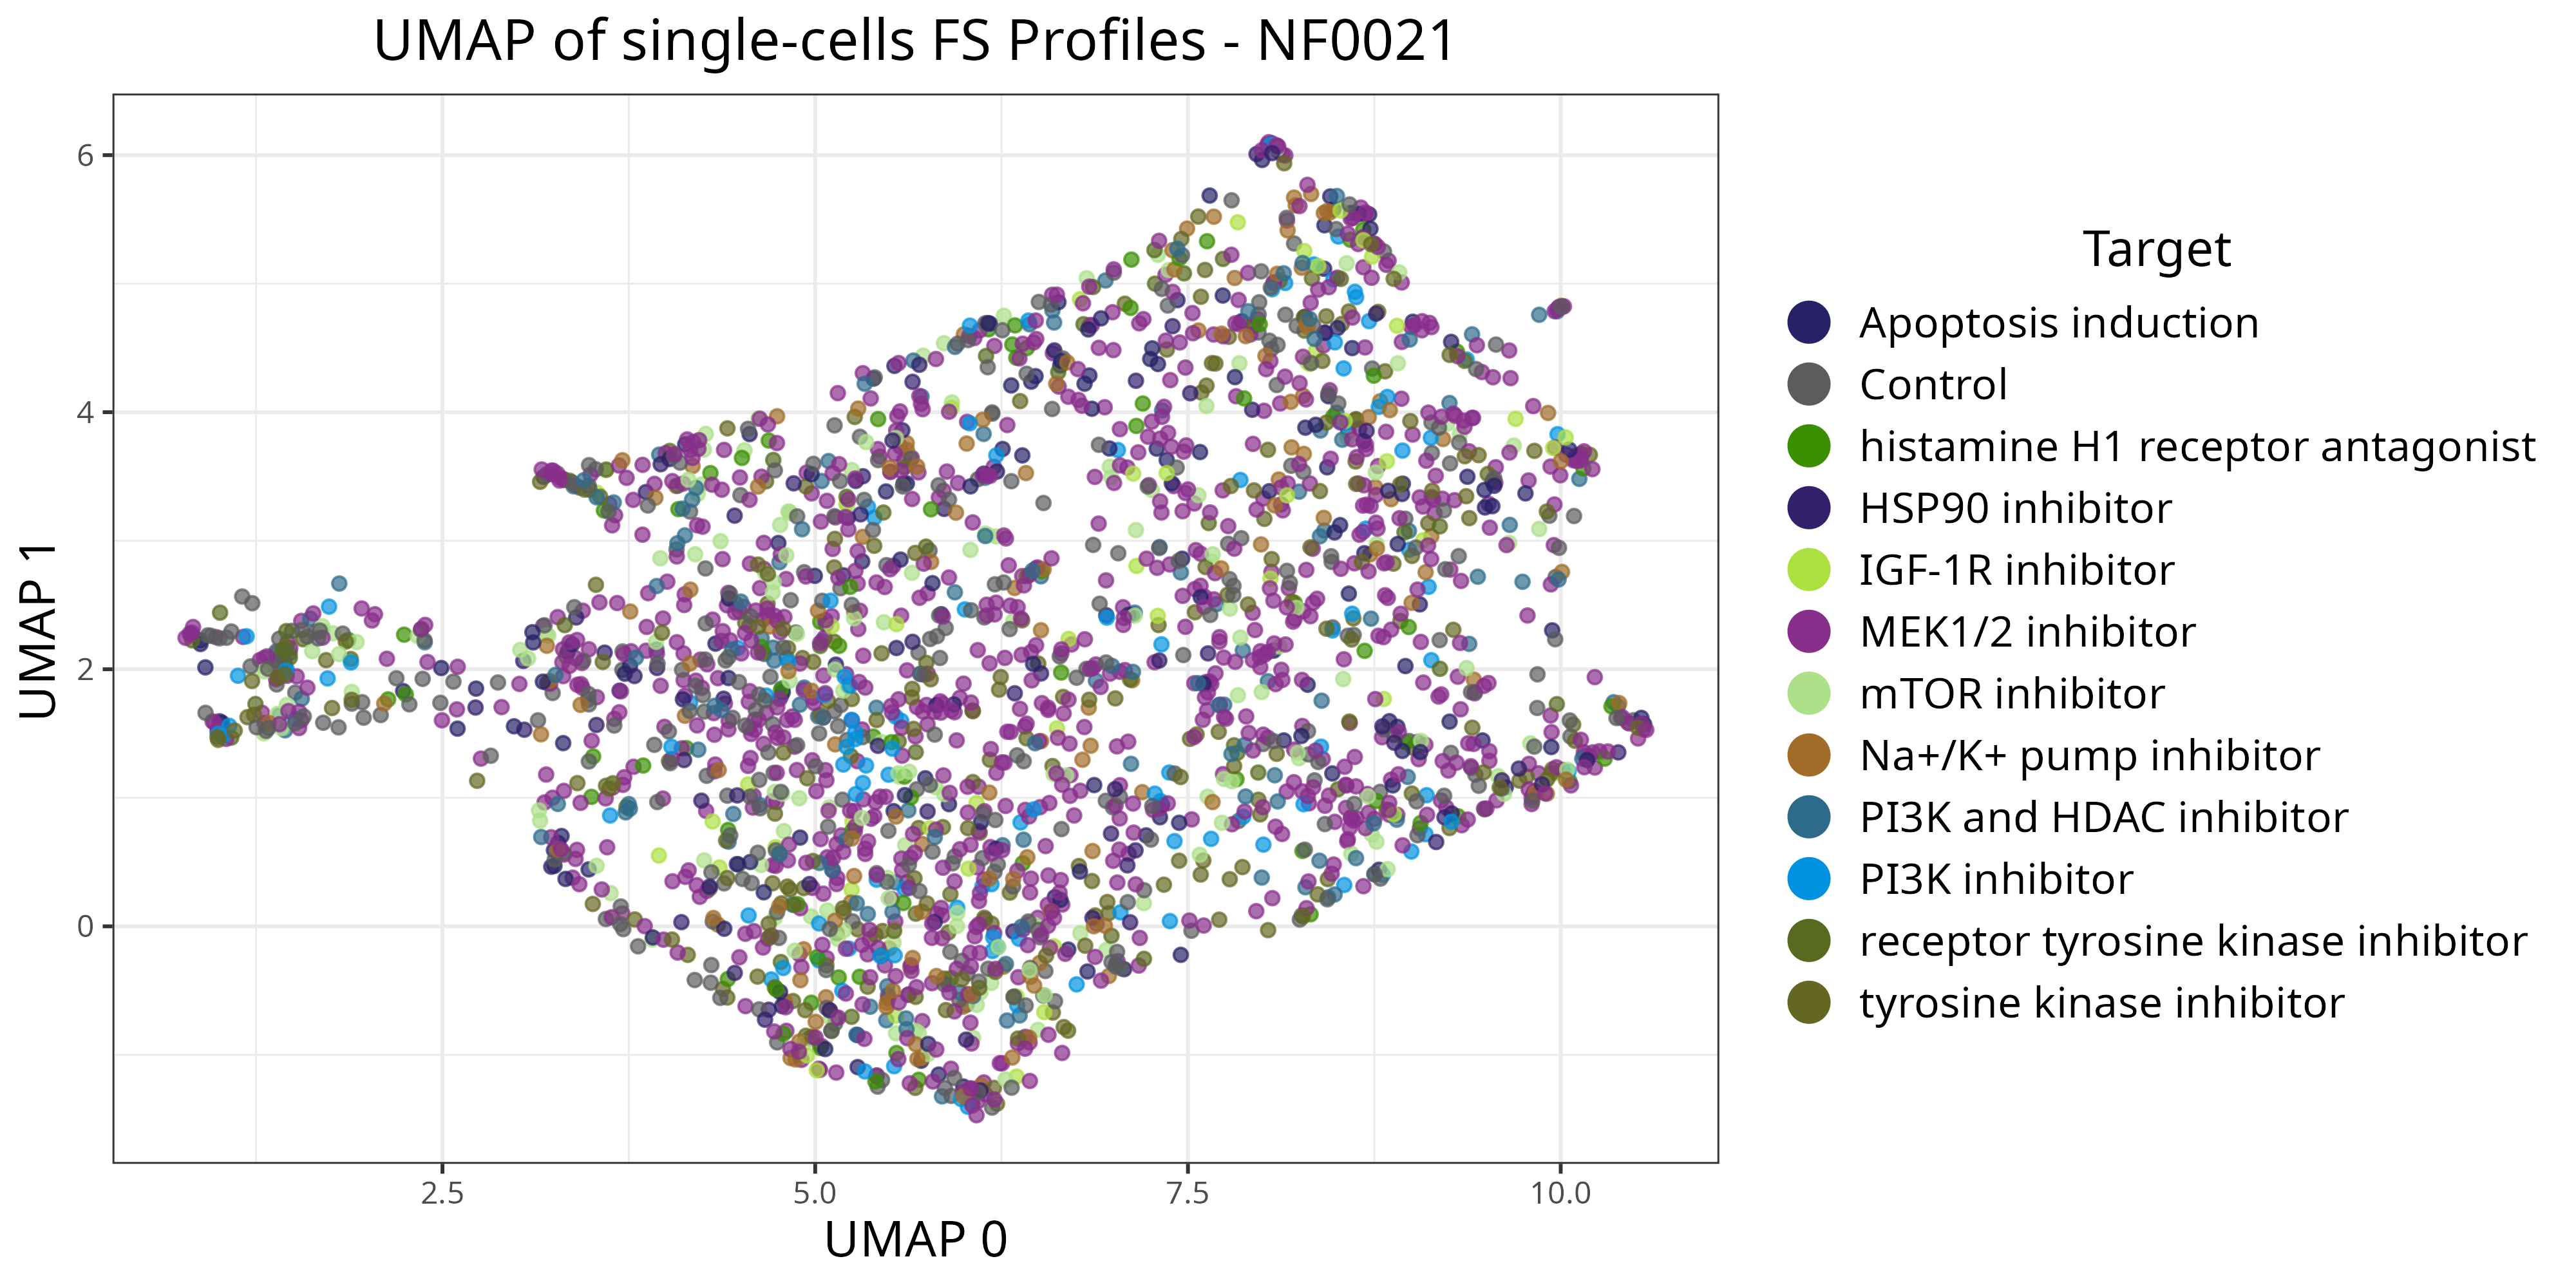 UMAP of single-cells FS Profiles - NF0021
6
4
2
0
UMAP 1
2.5 5.0 7.5 10.0
UMAP 0
Target
Apoptosis induction
Control
histamine H1 receptor antagonist
HSP90 inhibitor
IGF-1R inhibitor
MEK1/2 inhibitor
mTOR inhibitor
Na+/K+ pump inhibitor
PI3K and HDAC inhibitor
PI3K inhibitor
receptor tyrosine kinase inhibitor
tyrosine kinase inhibitor